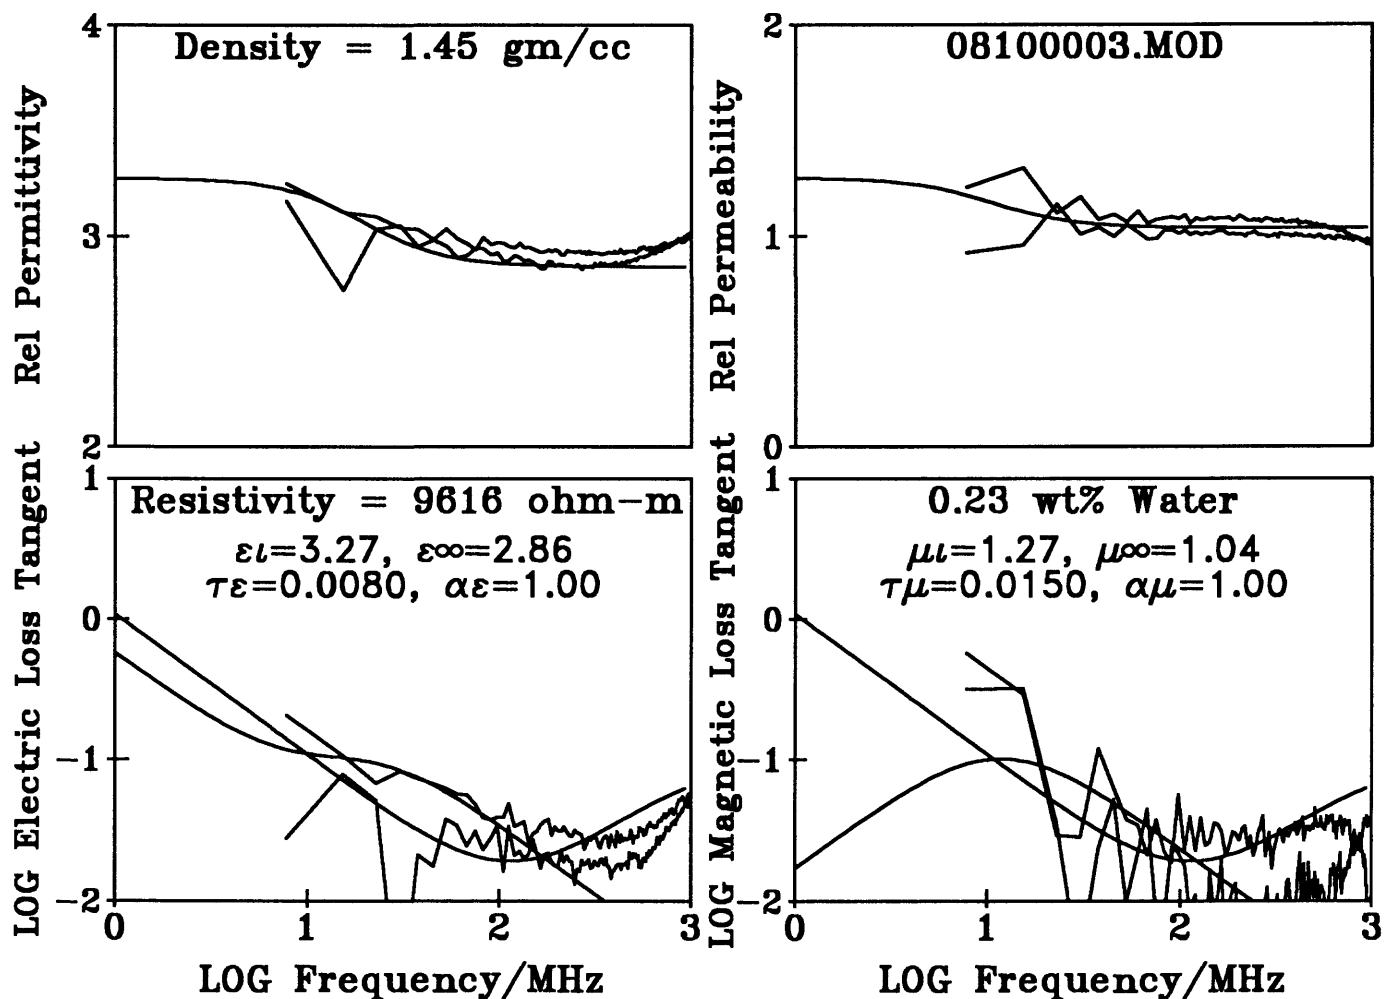 Density = 1.45 gm/cc
4
3
2
Rel Permittivity
08100003.MOD
2
1
0
Rel Permeability
Resistivity = 9616 ohm-m
ει=3.27, ε∞=2.86
τε=0.0080, αε=1.00
1
0
-1
-2
LOG Electric Loss Tangent
0 1 2 3
LOG Frequency/MHz
0.23 wt% Water
μι=1.27, μ∞=1.04
τμ=0.0150, αμ=1.00
1
0
-1
-2
LOG Magnetic Loss Tangent
0 1 2 3
LOG Frequency/MHz